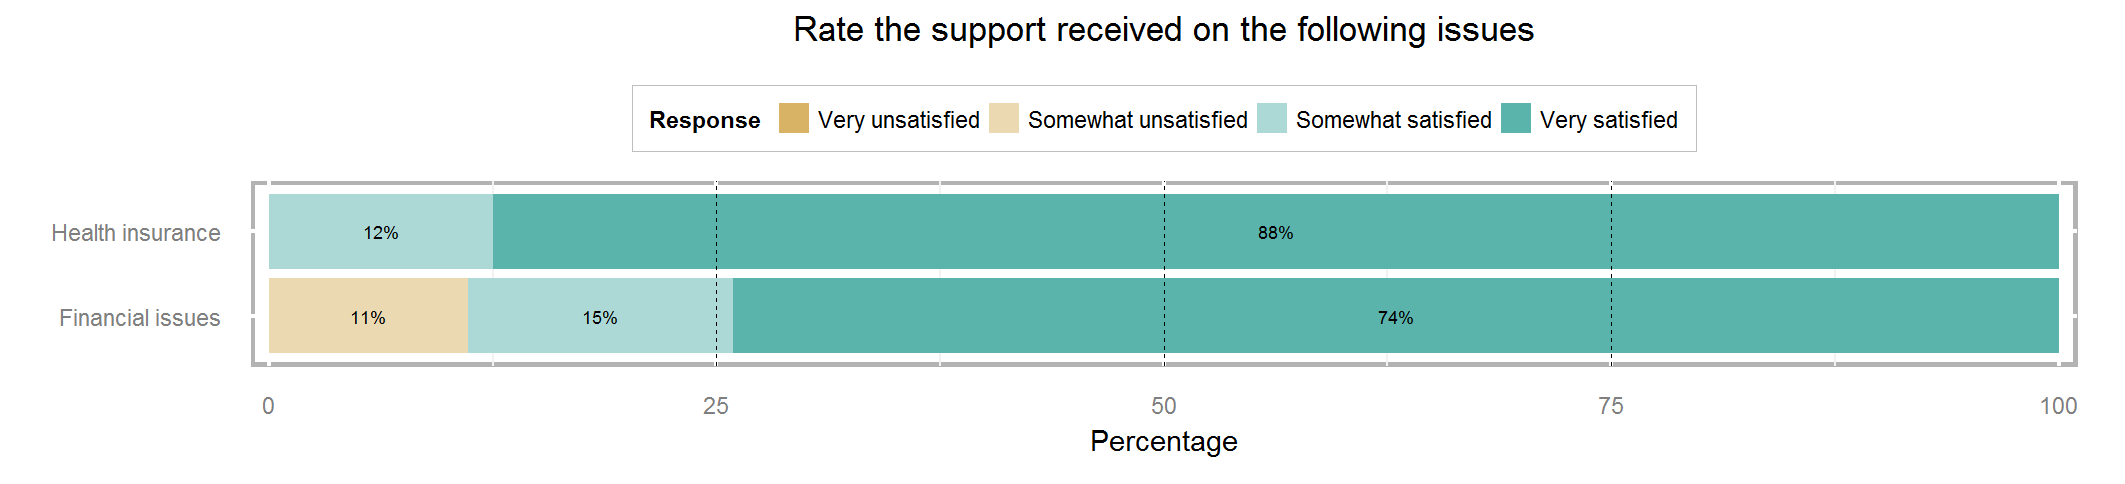 Rate the support received on the following issues
Response Very unsatisfied Somewhat unsatisfied Somewhat satisfied Very satisfied
Health insurance 12% 88%
Financial issues 11% 15% 74%
0 25 50 75 100
Percentage